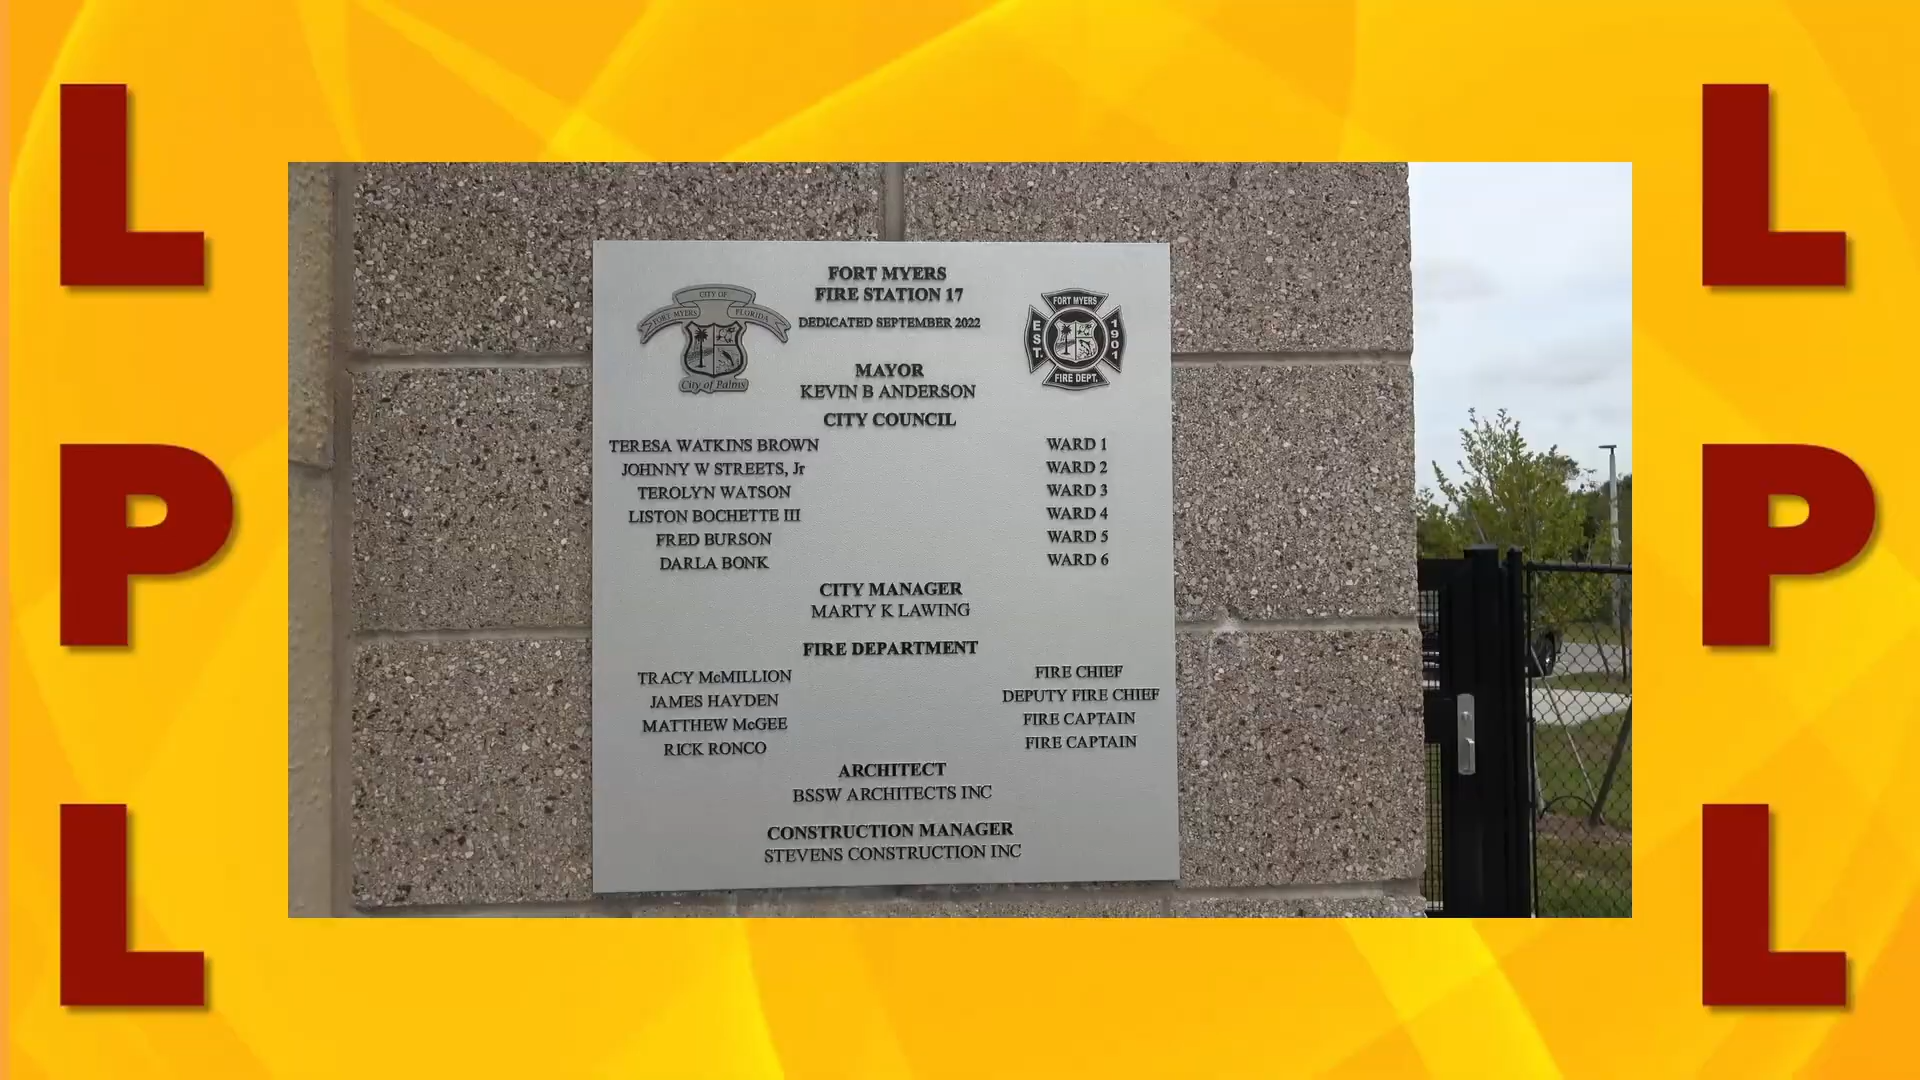 L
P
L
FORT MYERS
FIRE STATION 17
DEDICATED SEPTEMBER 2022
CITY OF
FORT MYERS FLORIDA
City of Palms
FORT MYERS
EST. 1901
FIRE DEPT.
MAYOR
KEVIN B ANDERSON
CITY COUNCIL
TERESA WATKINS BROWN WARD 1
JOHNNY W STREETS, Jr WARD 2
TEROLYN WATSON WARD 3
LISTON BOCHETTE III WARD 4
FRED BURSON WARD 5
DARLA BONK WARD 6
CITY MANAGER
MARTY K LAWING
FIRE DEPARTMENT
TRACY McMILLION FIRE CHIEF
JAMES HAYDEN DEPUTY FIRE CHIEF
MATTHEW McGEE FIRE CAPTAIN
RICK RONCO FIRE CAPTAIN
ARCHITECT
BSSW ARCHITECTS INC
CONSTRUCTION MANAGER
STEVENS CONSTRUCTION INC
L
P
L